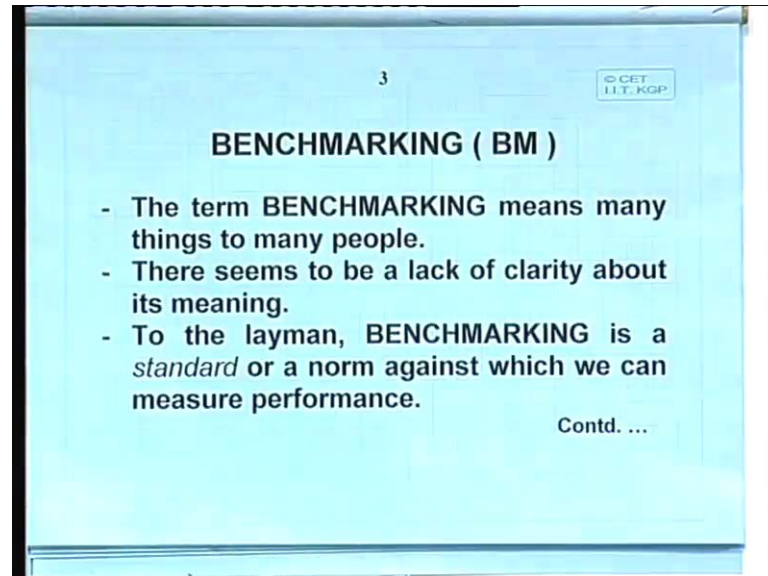 3
© CET
I.I.T. KGP
BENCHMARKING ( BM )
- The term BENCHMARKING means many
things to many people.
- There seems to be a lack of clarity about
its meaning.
- To the layman, BENCHMARKING is a
standard or a norm against which we can
measure performance.
Contd. ...